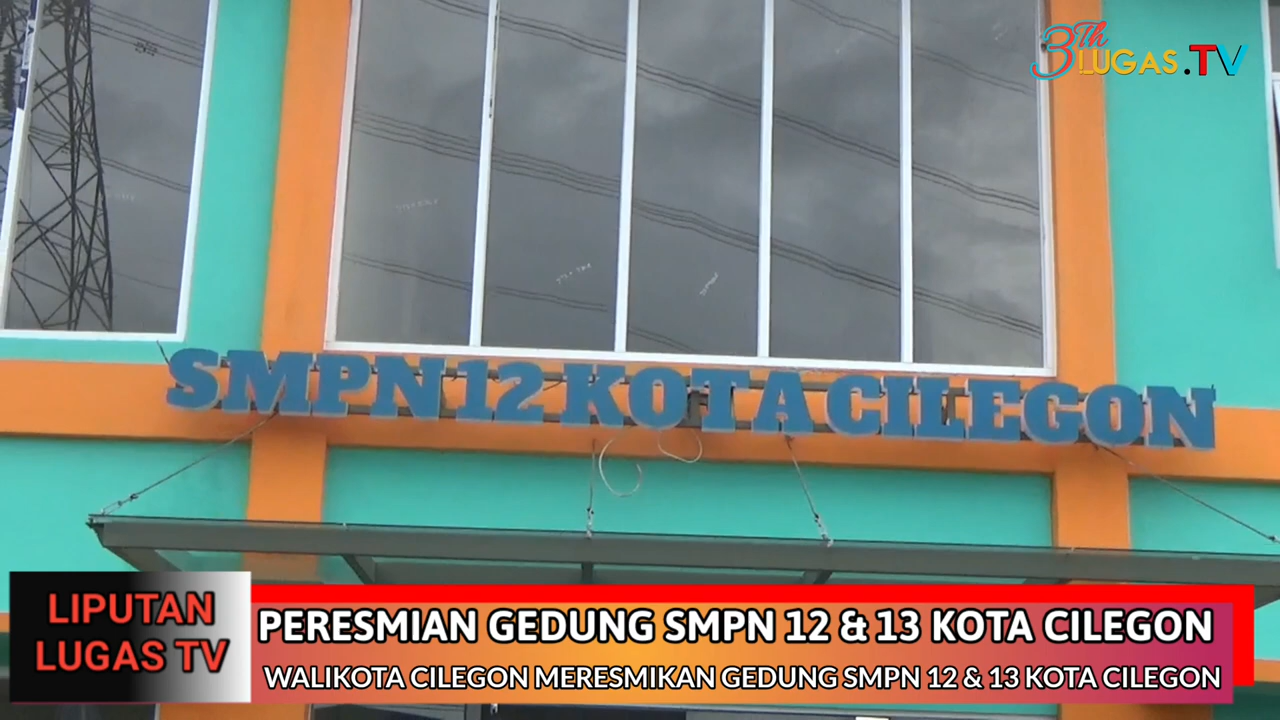 3Th
LUGAS.TV
SMPN 12 KOTA CILEGON
LIPUTAN
LUGAS TV
PERESMIAN GEDUNG SMPN 12 & 13 KOTA CILEGON
WALIKOTA CILEGON MERESMIKAN GEDUNG SMPN 12 & 13 KOTA CILEGON